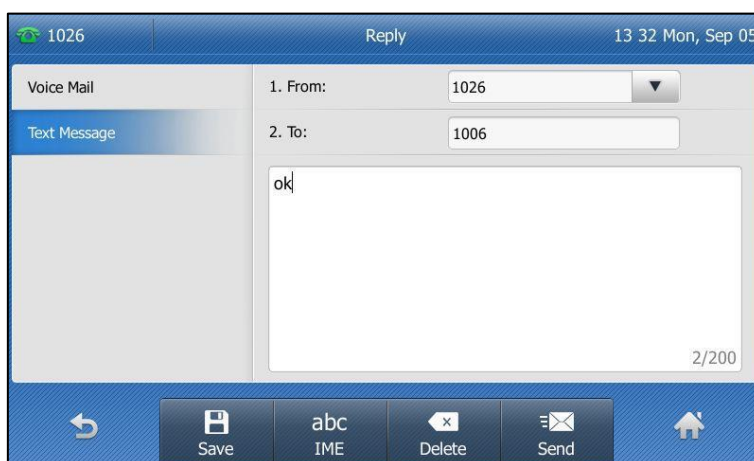 1026 Reply 13 32 Mon, Sep 05
Voice Mail 1. From: 1026
Text Message 2. To: 1006
ok
2/200
abc
Save IME Delete Send